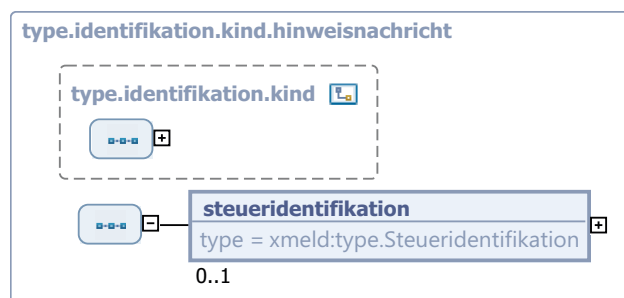 type.identifikation.kind.hinweisnachricht
type.identifikation.kind
steueridentifikation
type = xmeld:type.Steueridentifikation
0..1